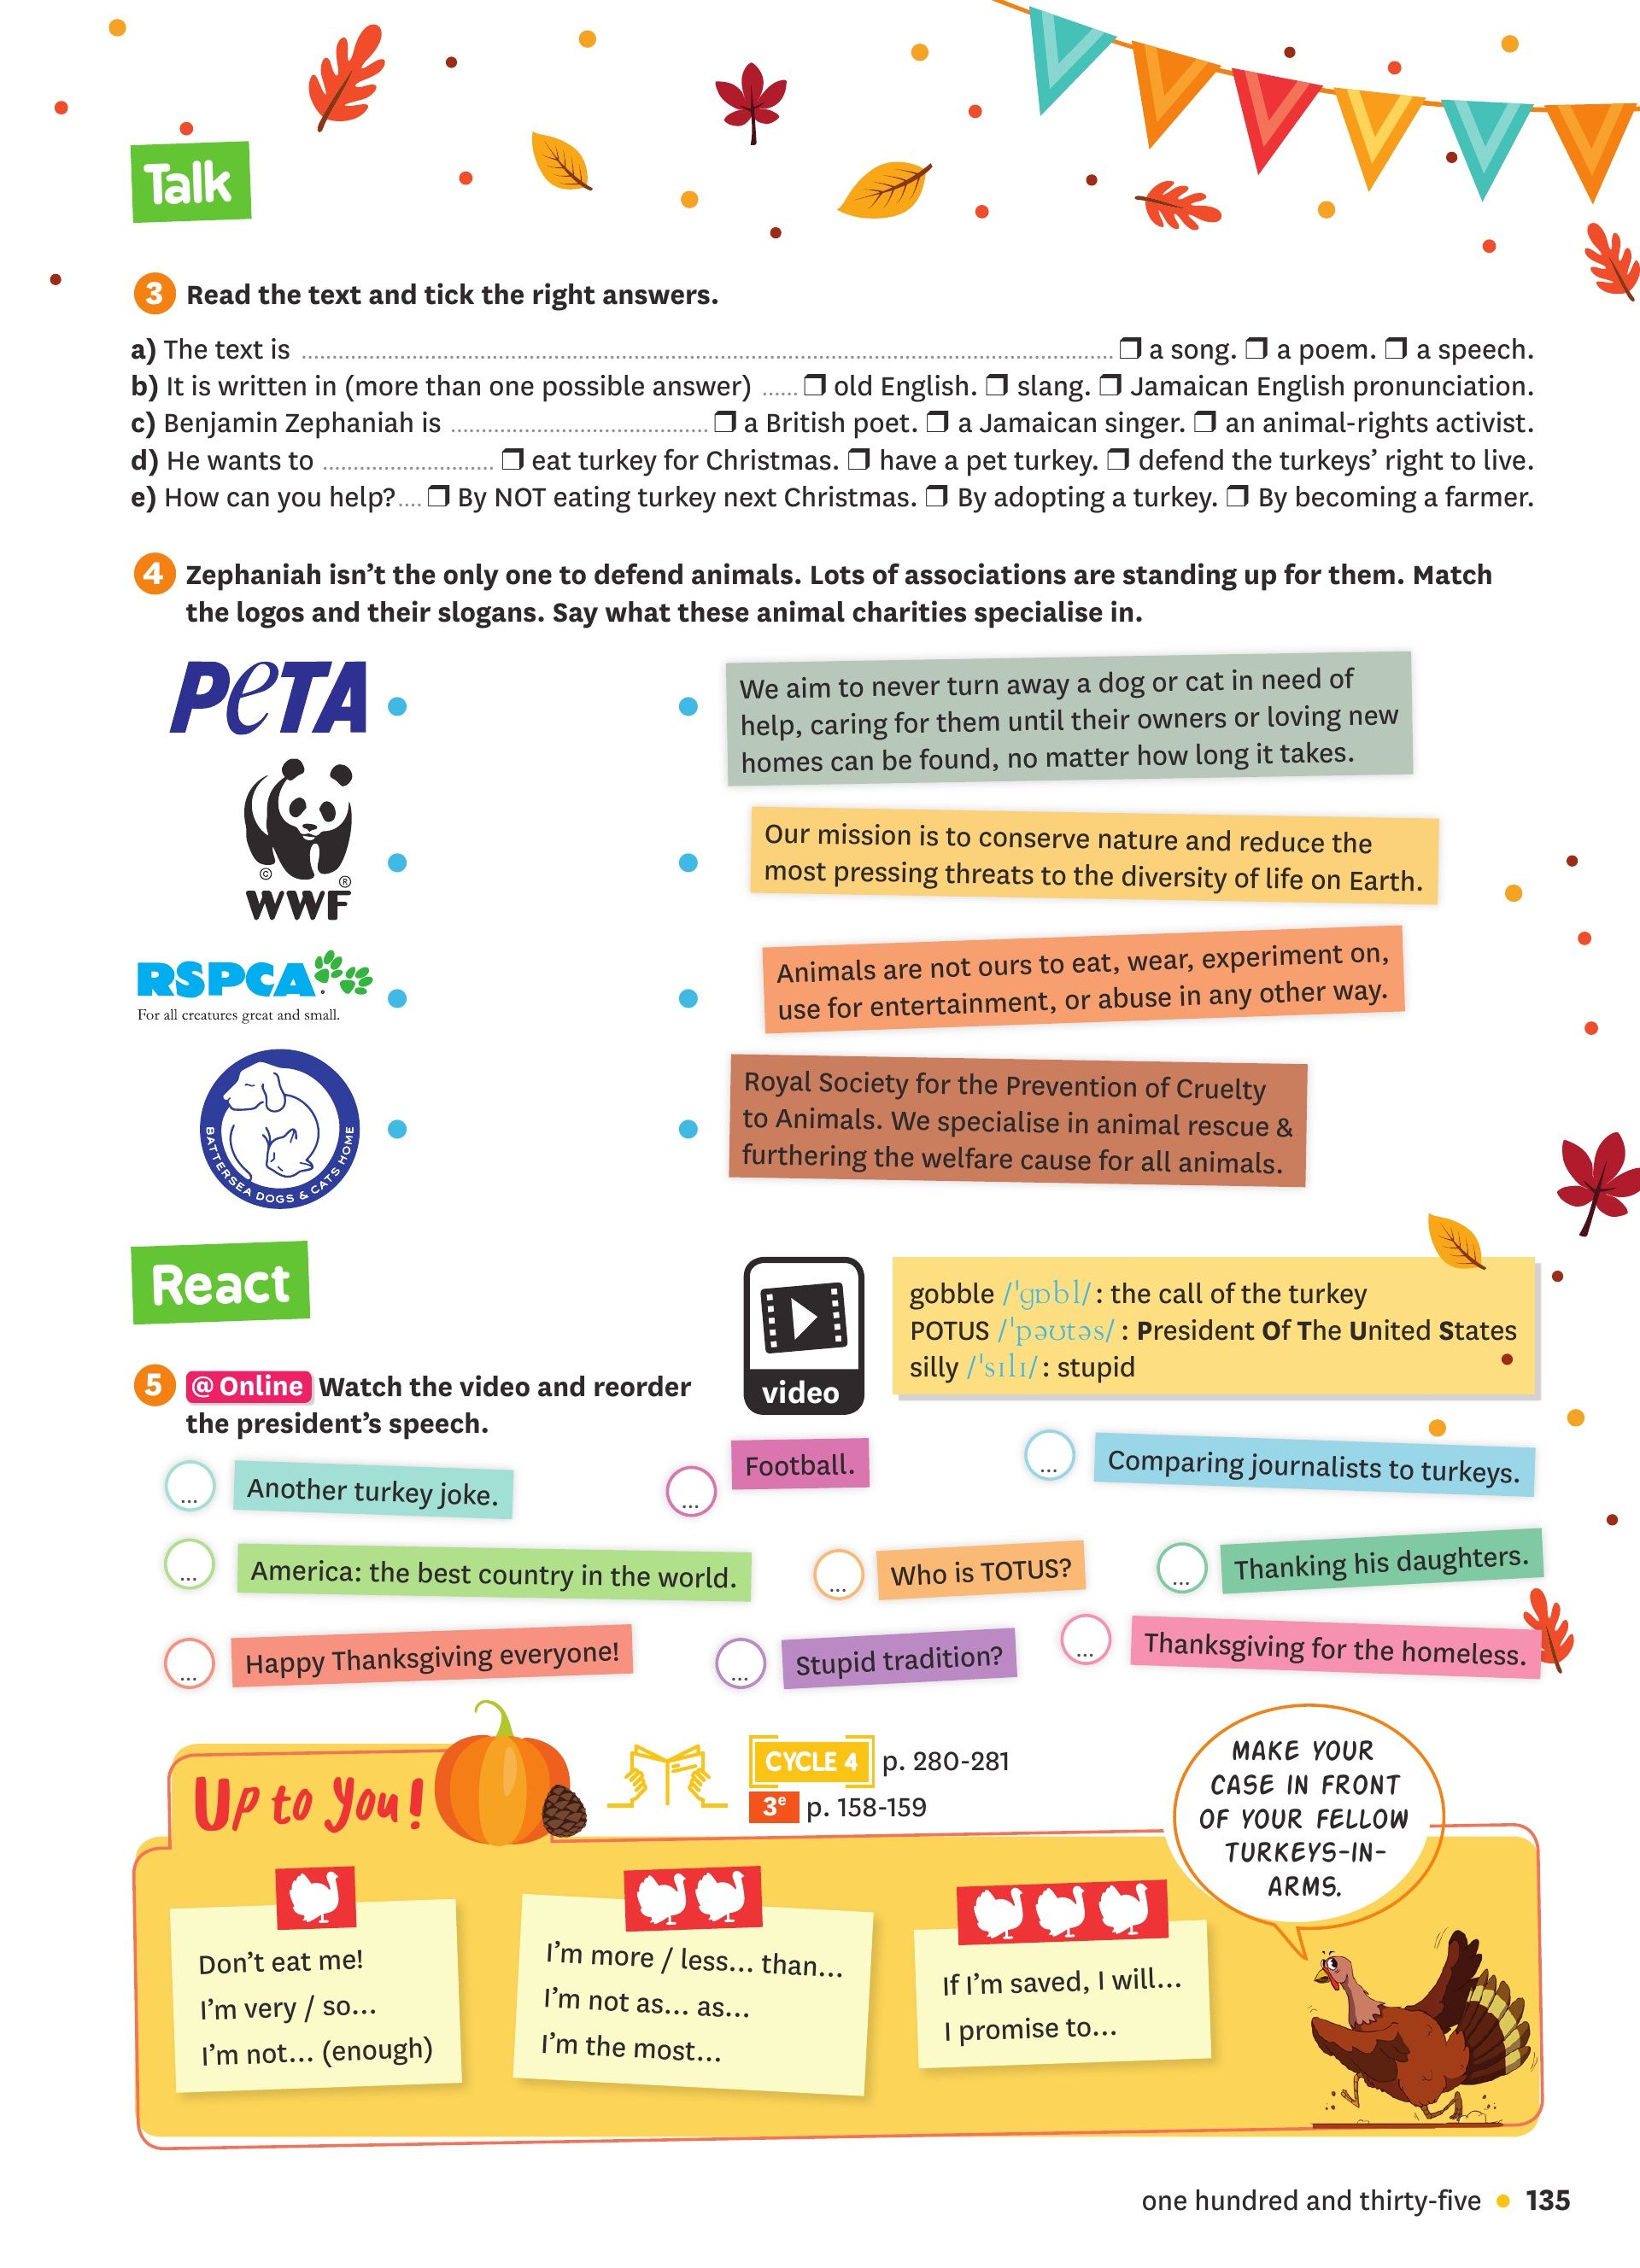 Talk
3 Read the text and tick the right answers.
a) The text is ........ ❒ a song. ❒ a poem. ❒ a speech.
b) It is written in (more than one possible answer) ...... ❒ old English. ❒ slang. ❒ Jamaican English pronunciation.
c) Benjamin Zephaniah is ........ ❒ a British poet. ❒ a Jamaican singer. ❒ an animal-rights activist.
d) He wants to ........ ❒ eat turkey for Christmas. ❒ have a pet turkey. ❒ defend the turkeys' right to live.
e) How can you help?.... ❒ By NOT eating turkey next Christmas. ❒ By adopting a turkey. ❒ By becoming a farmer.
4 Zephaniah isn't the only one to defend animals. Lots of associations are standing up for them. Match
the logos and their slogans. Say what these animal charities specialise in.
PeTA
© ®
WWF
RSPCA
For all creatures great and small.
BATTERSEA DOGS & CATS HOME
We aim to never turn away a dog or cat in need of
help, caring for them until their owners or loving new
homes can be found, no matter how long it takes.
Our mission is to conserve nature and reduce the
most pressing threats to the diversity of life on Earth.
Animals are not ours to eat, wear, experiment on,
use for entertainment, or abuse in any other way.
Royal Society for the Prevention of Cruelty
to Animals. We specialise in animal rescue &
furthering the welfare cause for all animals.
React
video
gobble /ˈɡɒbl/ : the call of the turkey
POTUS /ˈpəʊtəs/ : President Of The United States
silly /ˈsɪlɪ/ : stupid
5 @ Online Watch the video and reorder
the president's speech.
... Another turkey joke.
... Football.
... Comparing journalists to turkeys.
... America: the best country in the world.
... Who is TOTUS?
... Thanking his daughters.
... Happy Thanksgiving everyone!
... Stupid tradition?
... Thanksgiving for the homeless.
Up to You!
CYCLE 4 p. 280-281
3e p. 158-159
MAKE YOUR
CASE IN FRONT
OF YOUR FELLOW
TURKEYS-IN-
ARMS.
Don't eat me!
I'm very / so...
I'm not... (enough)
I'm more / less... than...
I'm not as... as...
I'm the most...
If I'm saved, I will...
I promise to...
one hundred and thirty-five • 135